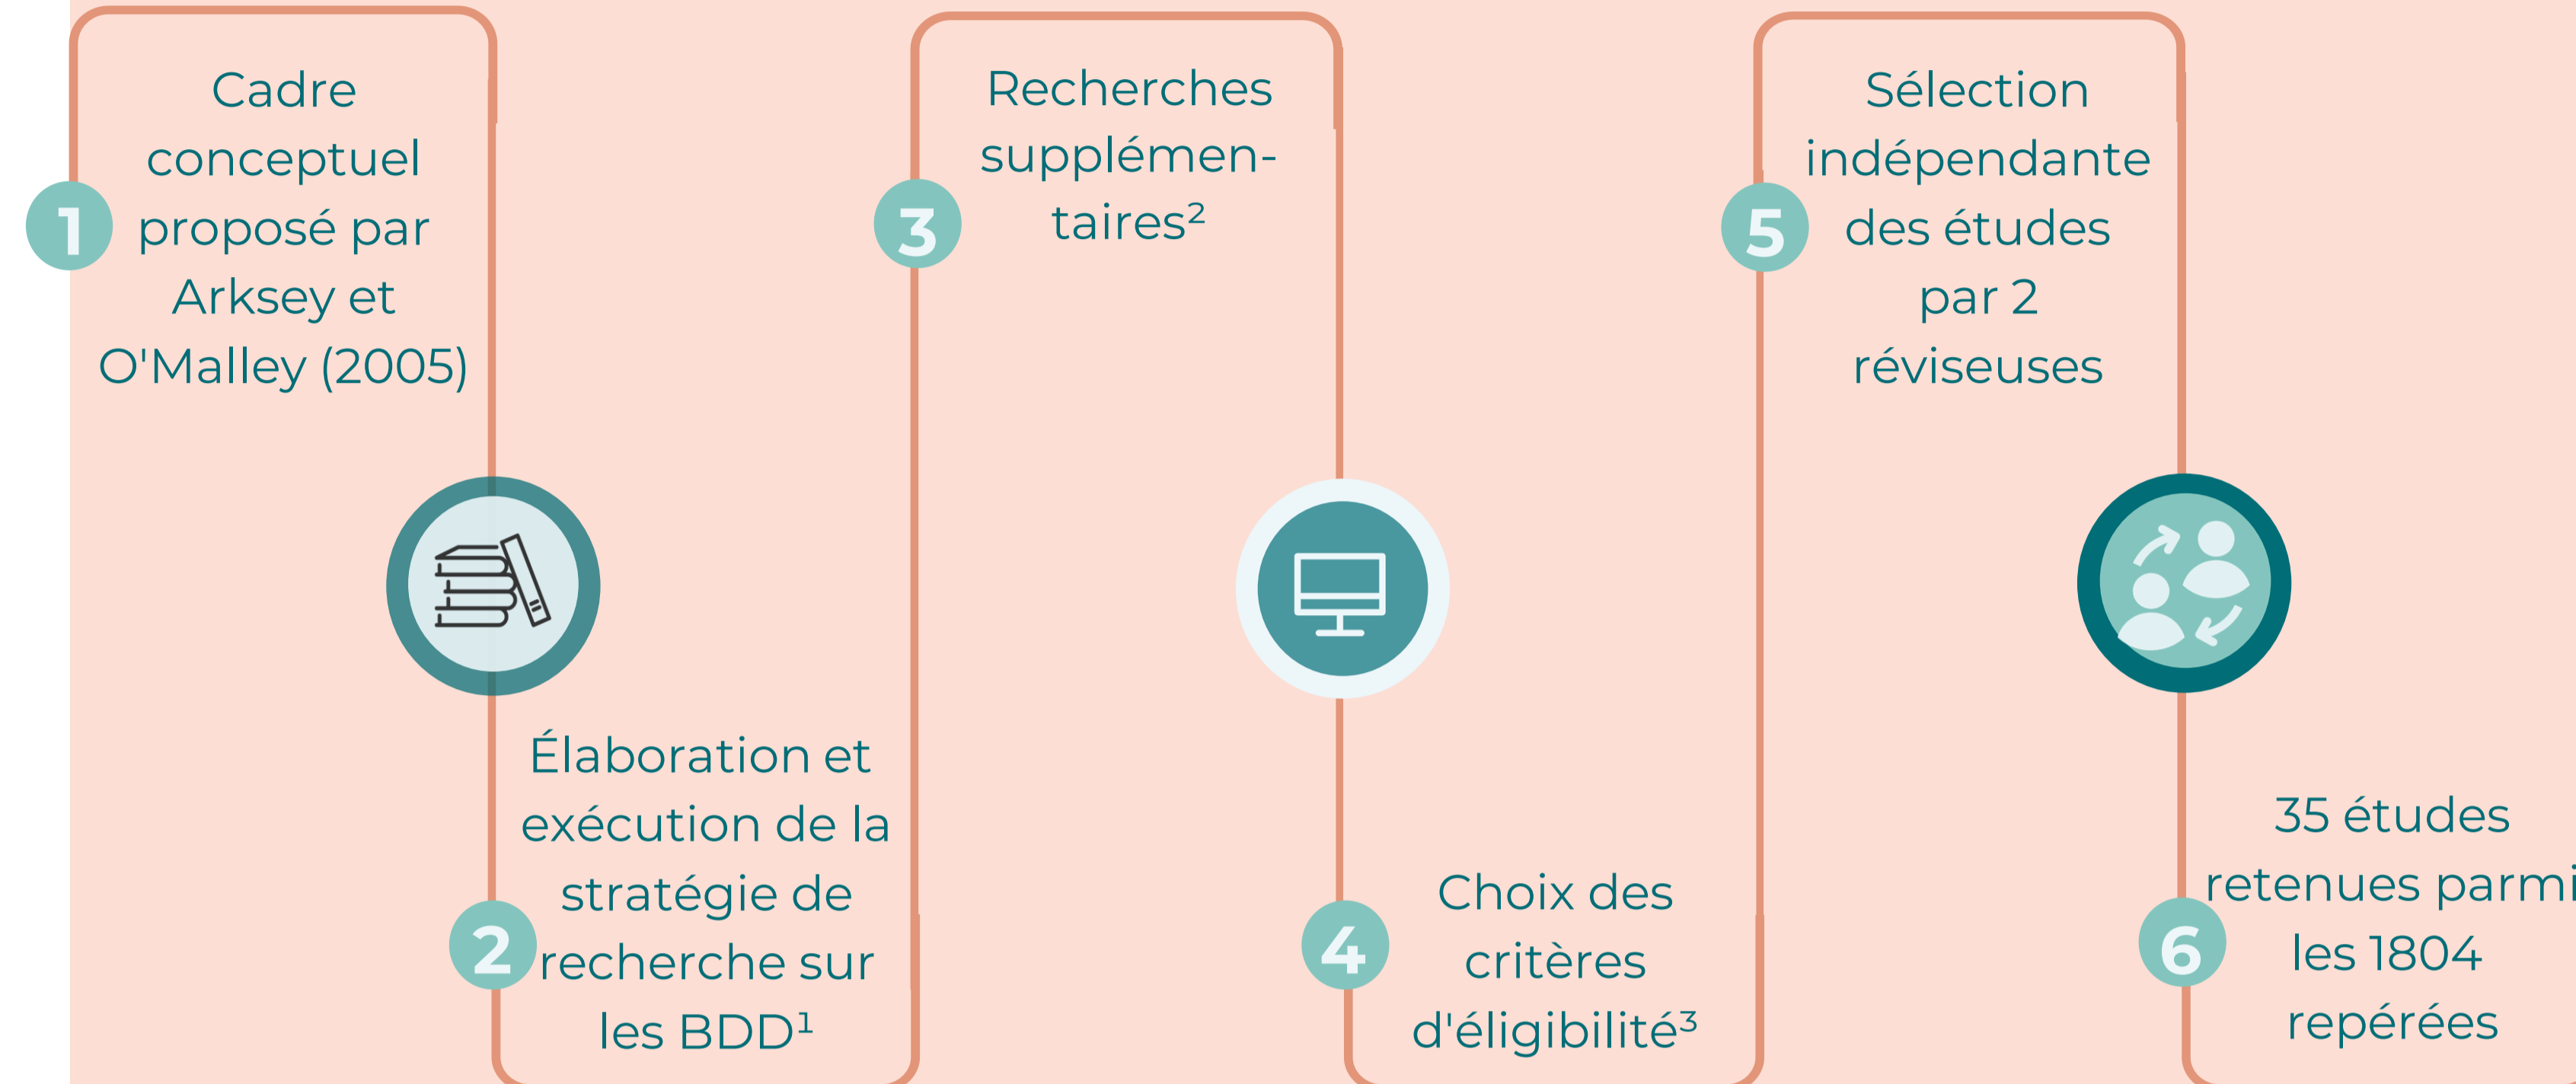 1
Cadre
conceptuel
proposé par
Arksey et
O'Malley (2005)
2
Élaboration et
exécution de la
stratégie de
recherche sur
les BDD¹
3
Recherches
supplémen-
taires²
4
Choix des
critères
d'éligibilité³
5
Sélection
indépendante
des études
par 2
réviseuses
6
35 études
retenues parmi
les 1804
repérées